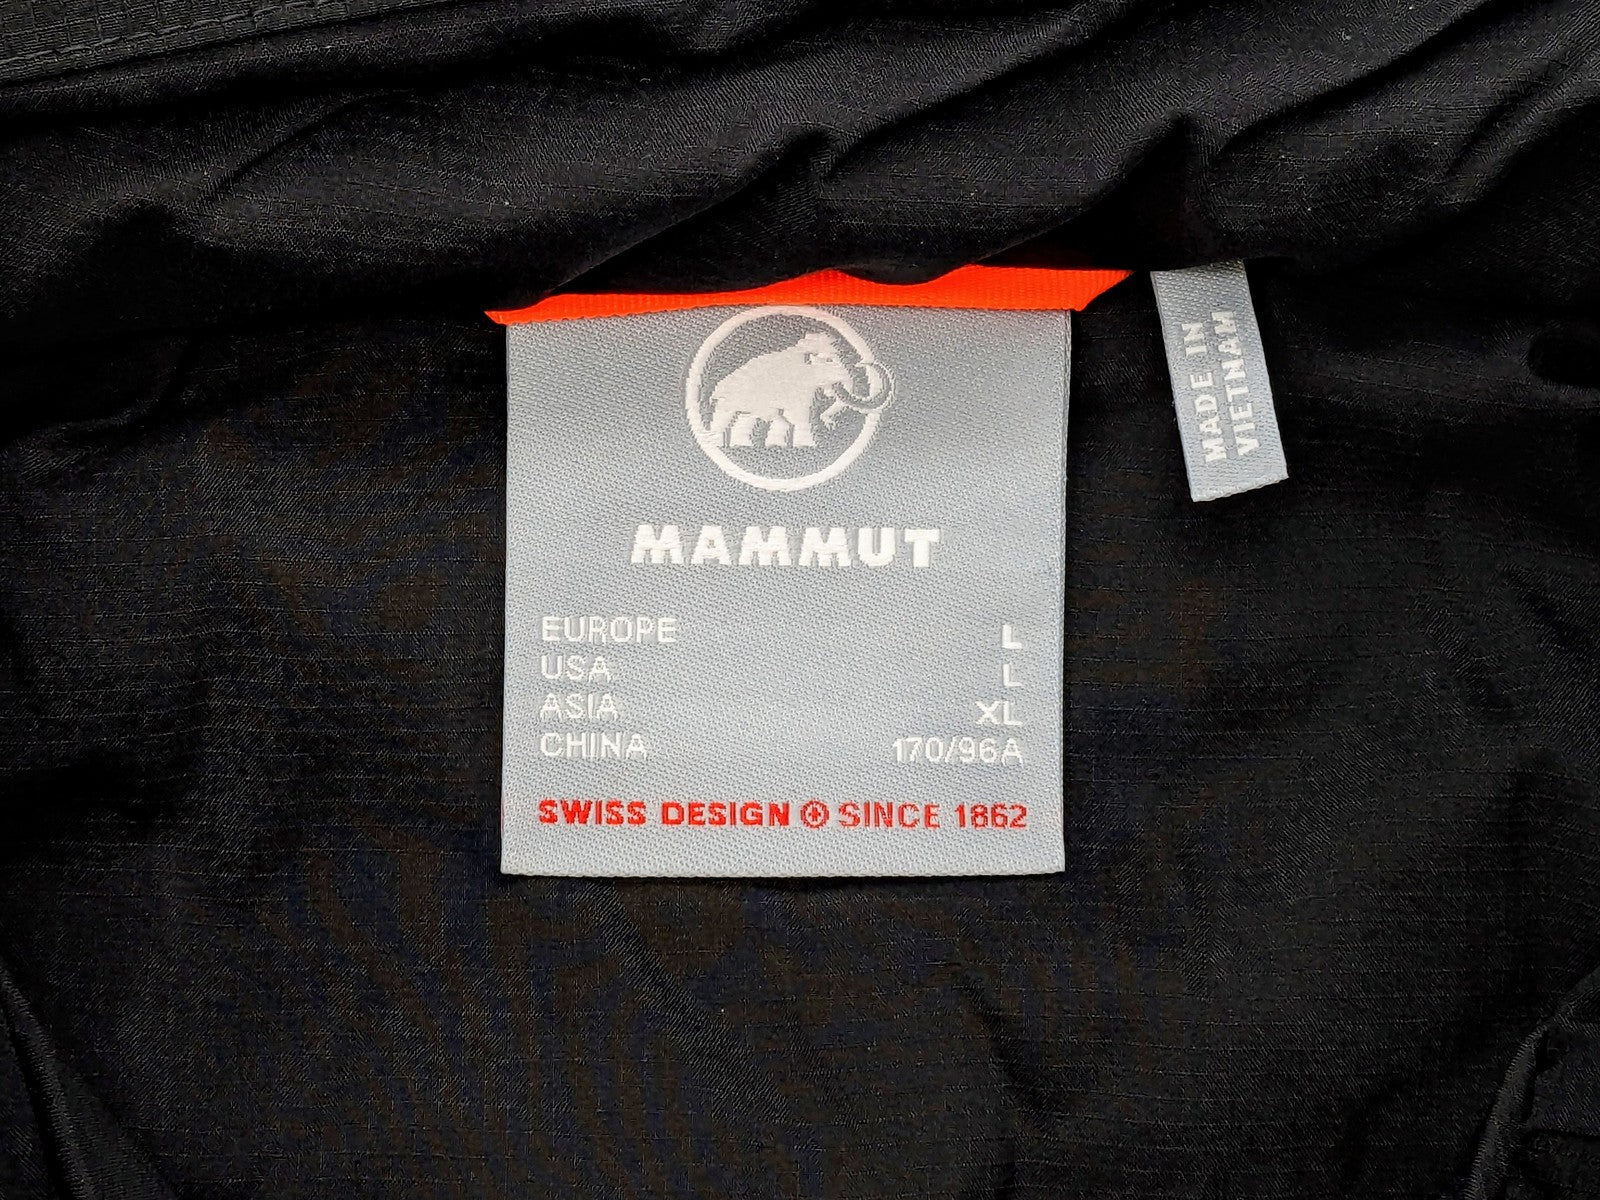 MAMMUT
EUROPE L
USA L
ASIA XL
CHINA 170/96A
SWISS DESIGN SINCE 1862
MADE IN
VIETNAM